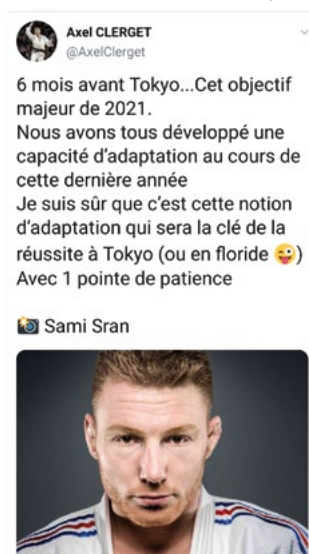 Axel CLERGET
@AxelClerget
6 mois avant Tokyo...Cet objectif
majeur de 2021.
Nous avons tous développé une
capacité d'adaptation au cours de
cette dernière année
Je suis sûr que c'est cette notion
d'adaptation qui sera la clé de la
réussite à Tokyo (ou en floride 😜)
Avec 1 pointe de patience
📸 Sami Sran